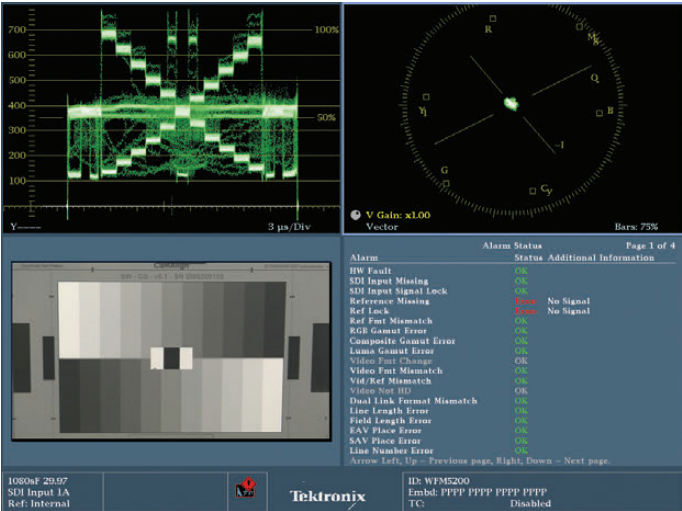 700
600
500
400
300
200
100
100%
50%
Y----
3 µs/Div
R
Mg
Q
B
-I
Cy
G
Yl
V Gain: x1.00
Vector
Bars: 75%
Alarm Status
Page 1 of 4
Alarm Status Additional Information
HW Fault OK
SDI Input Missing OK
SDI Input Signal Lock OK
Reference Missing Error No Signal
Ref Lock Error No Signal
Ref Fmt Mismatch OK
RGB Gamut Error OK
Composite Gamut Error OK
Luma Gamut Error OK
Video Fmt Change OK
Video Fmt Mismatch OK
Vid/Ref Mismatch OK
Video Not HD OK
Dual Link Format Mismatch OK
Line Length Error OK
Field Length Error OK
EAV Place Error OK
SAV Place Error OK
Line Number Error OK
Arrow Left, Up - Previous page, Right, Down - Next page.
1080sF 29.97
SDI Input 1A
Ref: Internal
Tektronix
ID: WFM5200
Embd: PPPP PPPP PPPP PPPP
TC: Disabled